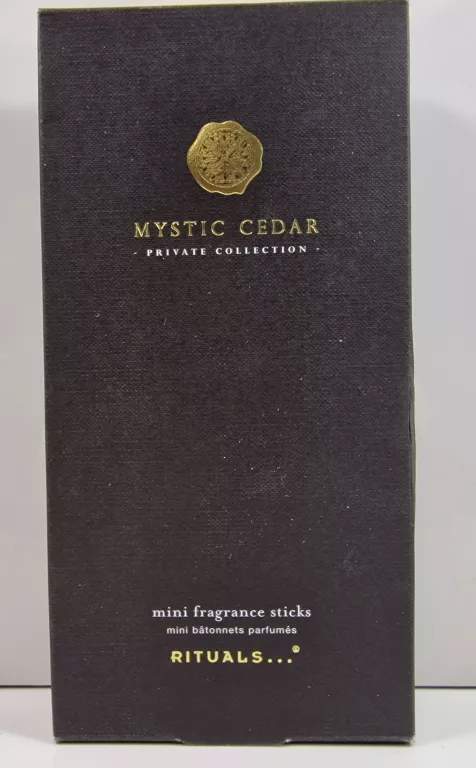 MYSTIC CEDAR
- PRIVATE COLLECTION -
mini fragrance sticks
mini bâtonnets parfumés
RITUALS...®